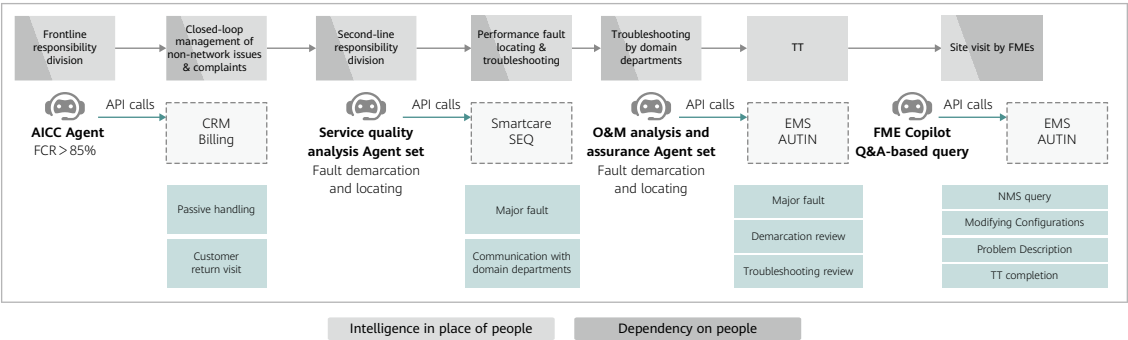 Frontline
responsibility
division
Closed-loop
management of
non-network issues
& complaints
Second-line
responsibility
division
Performance fault
locating &
troubleshooting
Troubleshooting
by domain
departments
TT
Site visit by FMEs
API calls
AICC Agent
FCR > 85%
CRM
Billing
API calls
Service quality
analysis Agent set
Fault demarcation
and locating
Smartcare
SEQ
API calls
O&M analysis and
assurance Agent set
Fault demarcation
and locating
EMS
AUTIN
API calls
FME Copilot
Q&A-based query
EMS
AUTIN
Passive handling
Customer
return visit
Major fault
Communication with
domain departments
Major fault
Demarcation review
Troubleshooting review
NMS query
Modifying Configurations
Problem Description
TT completion
Intelligence in place of people
Dependency on people